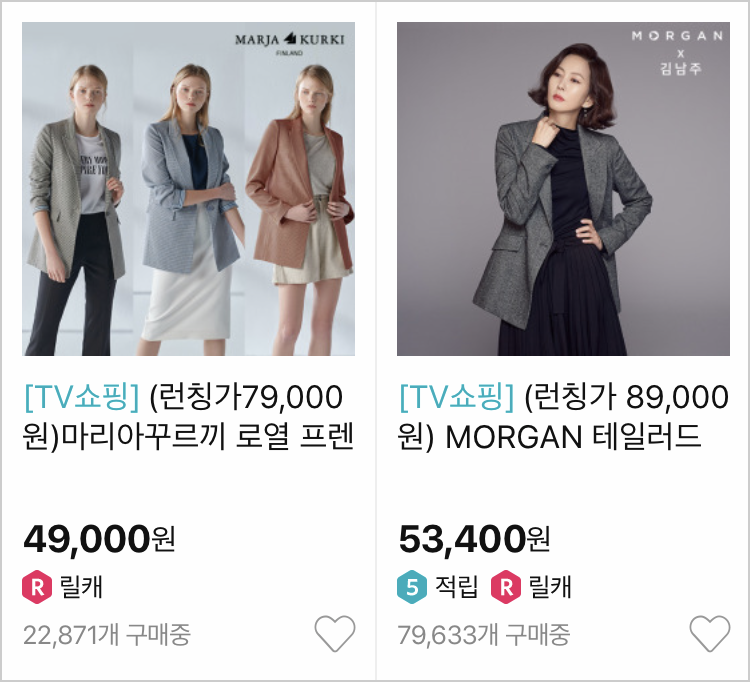 MARJA KURKI
FINLAND
MORGAN
x
김남주
[TV쇼핑] (런칭가79,000
원)마리아꾸르끼 로열 프렌
49,000원
R 릴캐
22,871개 구매중
[TV쇼핑] (런칭가 89,000
원) MORGAN 테일러드
53,400원
5 적립 R 릴캐
79,633개 구매중